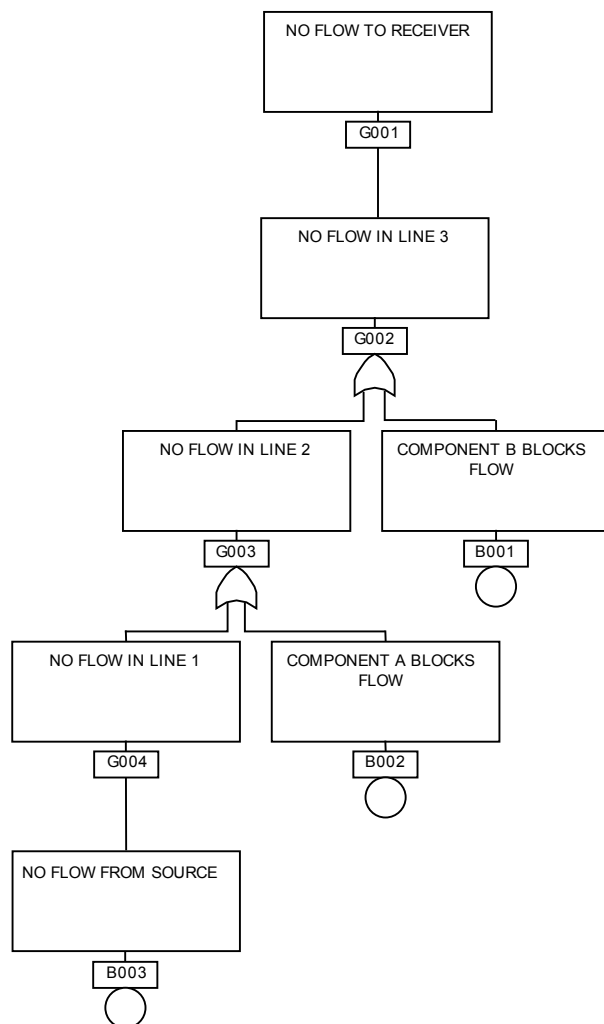 NO FLOW TO RECEIVER
G001
NO FLOW IN LINE 3
G002
NO FLOW IN LINE 2
COMPONENT B BLOCKS
FLOW
G003
B001
NO FLOW IN LINE 1
COMPONENT A BLOCKS
FLOW
G004
B002
NO FLOW FROM SOURCE
B003